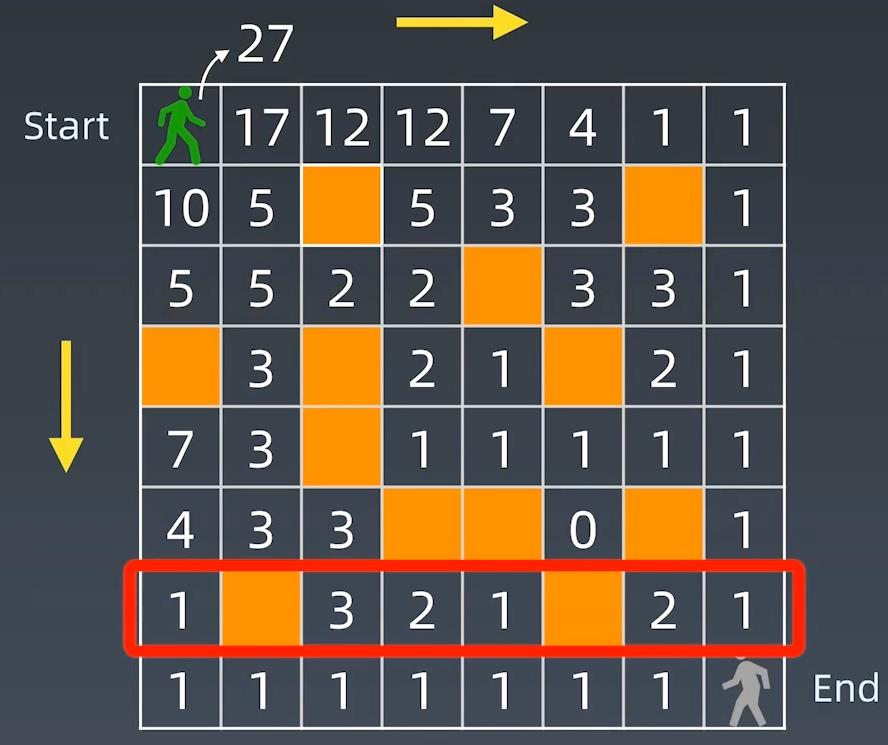 27
Start
17 12 12 7 4 1 1
10 5 5 3 3 1
5 5 2 2 3 3 1
3 2 1 2 1
7 3 1 1 1 1 1
4 3 3 0 1
1 3 2 1 2 1
1 1 1 1 1 1 1
End